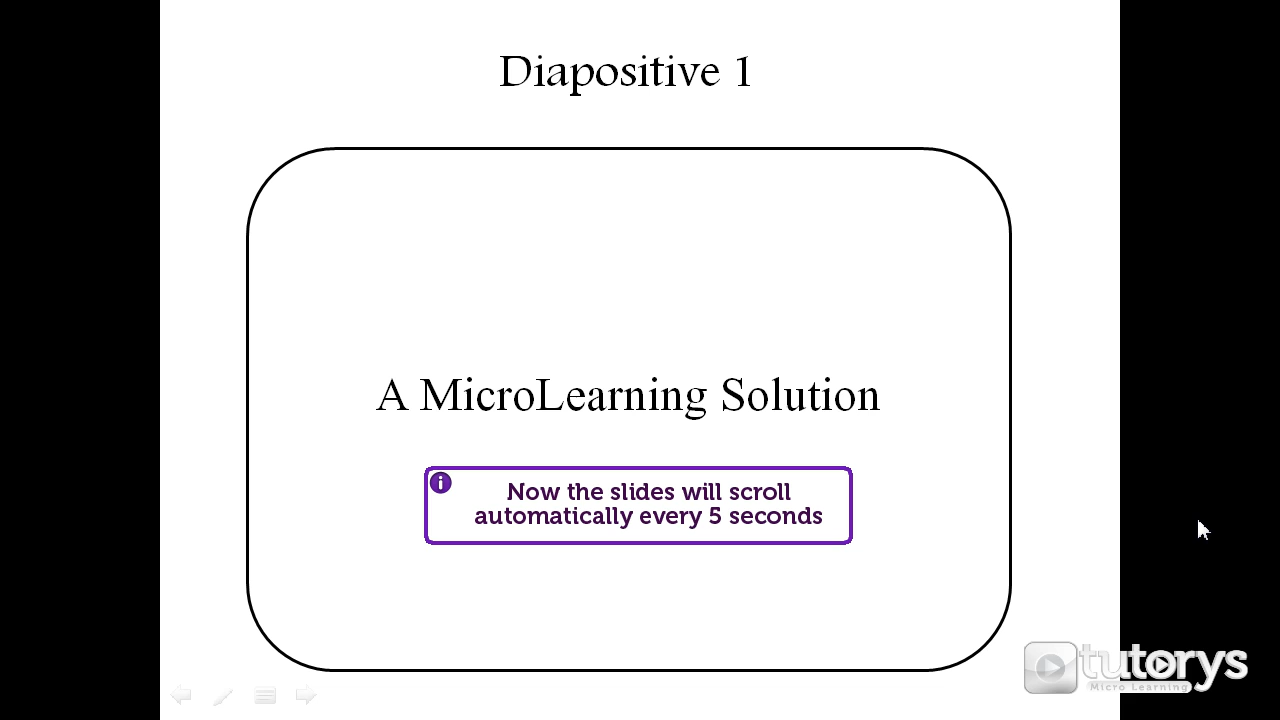 Diapositive 1
A MicroLearning Solution
Now the slides will scroll
automatically every 5 seconds
tutorys
Micro Learning